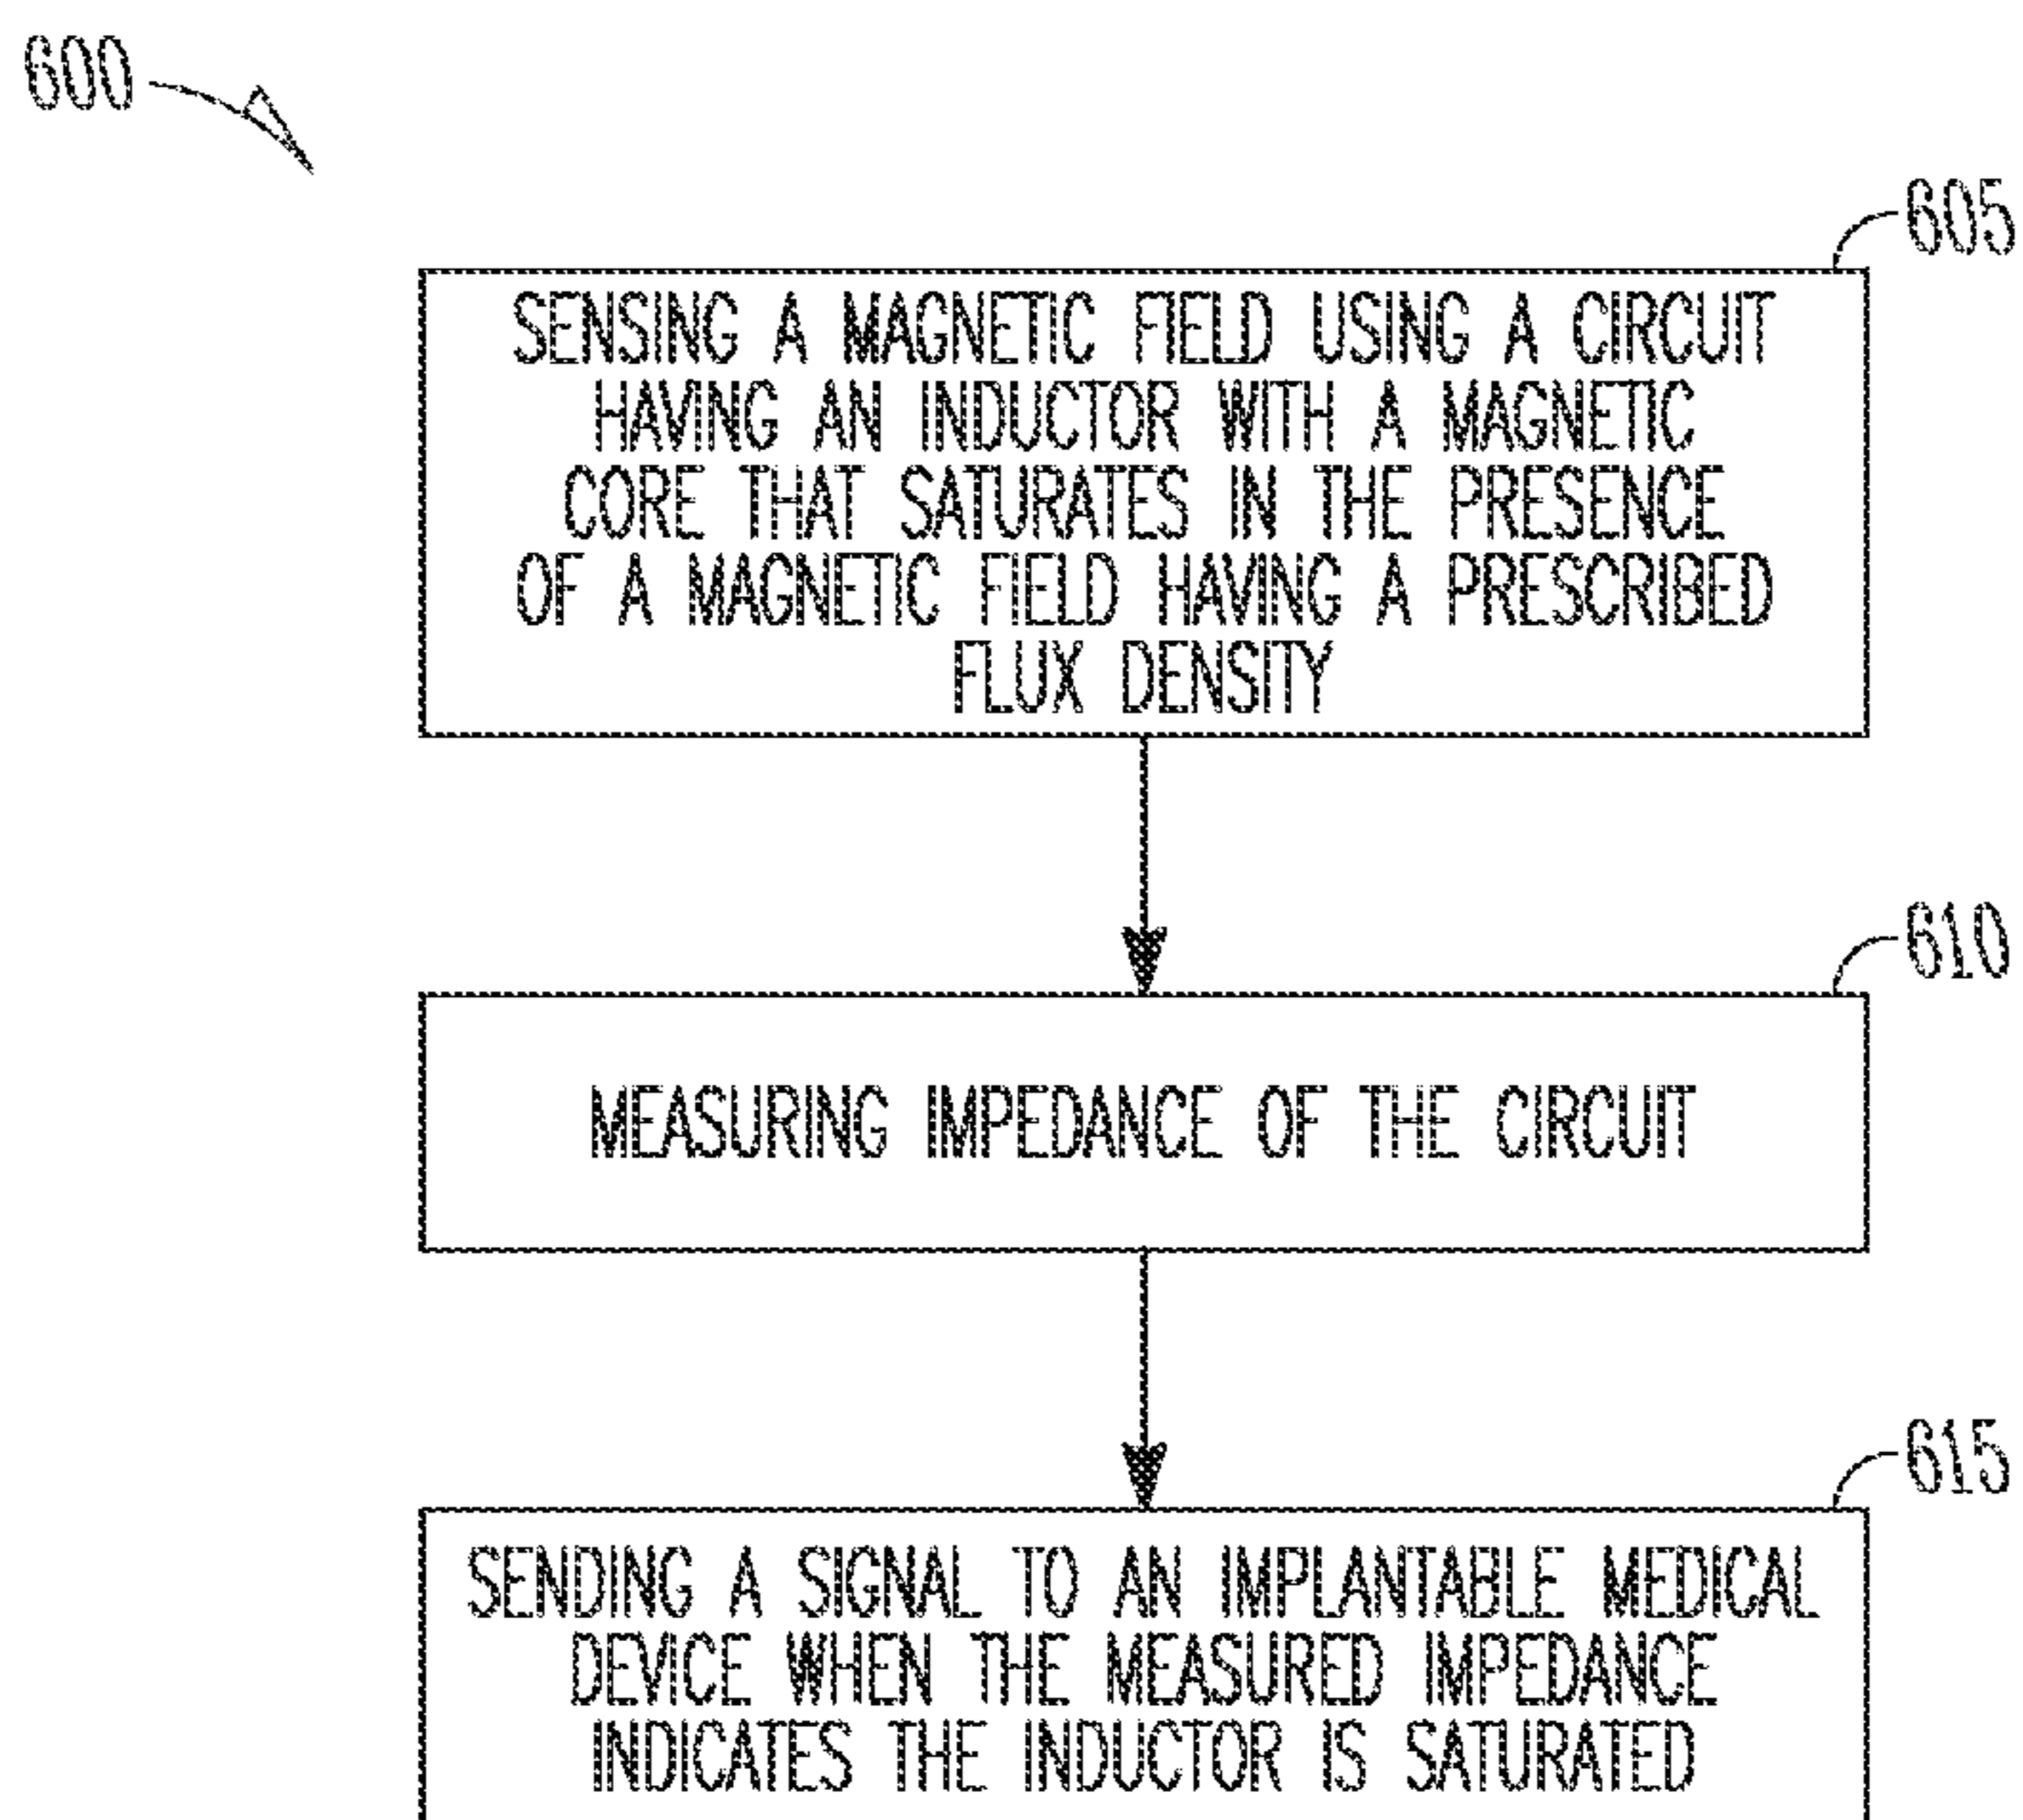 600
605
SENSING A MAGNETIC FIELD USING A CIRCUIT
HAVING AN INDUCTOR WITH A MAGNETIC
CORE THAT SATURATES IN THE PRESENCE
OF A MAGNETIC FIELD HAVING A PRESCRIBED
FLUX DENSITY
610
MEASURING IMPEDANCE OF THE CIRCUIT
615
SENDING A SIGNAL TO AN IMPLANTABLE MEDICAL
DEVICE WHEN THE MEASURED IMPEDANCE
INDICATES THE INDUCTOR IS SATURATED